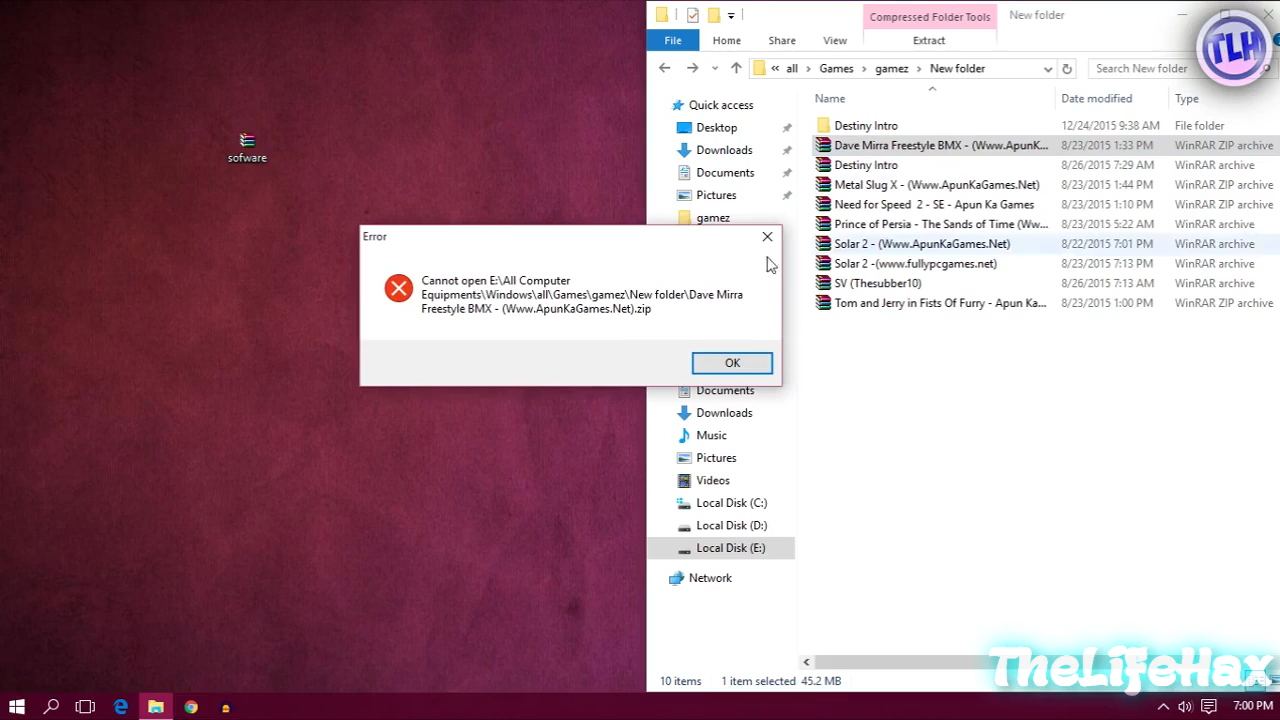 Compressed Folder Tools
New folder
TLH
File
Home
Share
View
Extract
all
Games
gamez
New folder
Search New folder
Name
Date modified
Type
sofware
Quick access
Desktop
Downloads
Documents
Pictures
gamez
Destiny Intro 12/24/2015 9:38 AM File folder
Dave Mirra Freestyle BMX - (Www.ApunK... 8/23/2015 1:33 PM WinRAR ZIP archive
Destiny Intro 8/26/2015 7:29 AM WinRAR archive
Metal Slug X - (Www.ApunKaGames.Net) 8/23/2015 1:44 PM WinRAR ZIP archive
Need for Speed 2 - SE - Apun Ka Games 8/23/2015 1:10 PM WinRAR ZIP archive
Prince of Persia - The Sands of Time (Ww... 8/23/2015 5:22 AM WinRAR archive
Solar 2 - (Www.ApunKaGames.Net) 8/22/2015 7:01 PM WinRAR archive
Solar 2 -(www.fullypcgames.net) 8/23/2015 7:13 PM WinRAR archive
SV (Thesubber10) 8/26/2015 7:13 AM WinRAR archive
Tom and Jerry in Fists Of Furry - Apun Ka... 8/23/2015 1:00 PM WinRAR ZIP archive
Error
Cannot open E:\All Computer
Equipments\Windows\all\Games\gamez\New folder\Dave Mirra
Freestyle BMX - (Www.ApunKaGames.Net).zip
OK
Documents
Downloads
Music
Pictures
Videos
Local Disk (C:)
Local Disk (D:)
Local Disk (E:)
Network
10 items 1 item selected 45.2 MB
TheLifeHax
7:00 PM